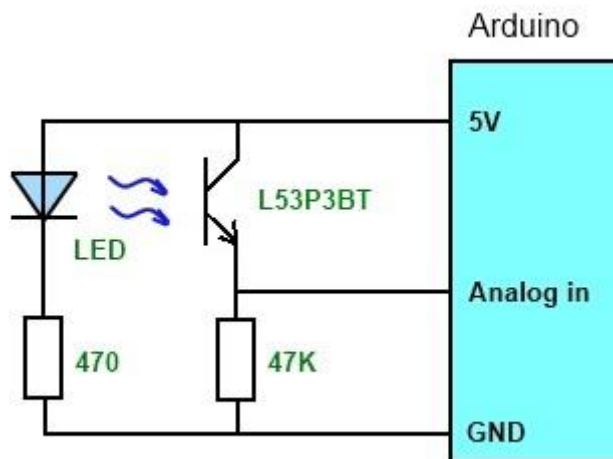 Arduino
5V
L53P3BT
LED
Analog in
470
47K
GND